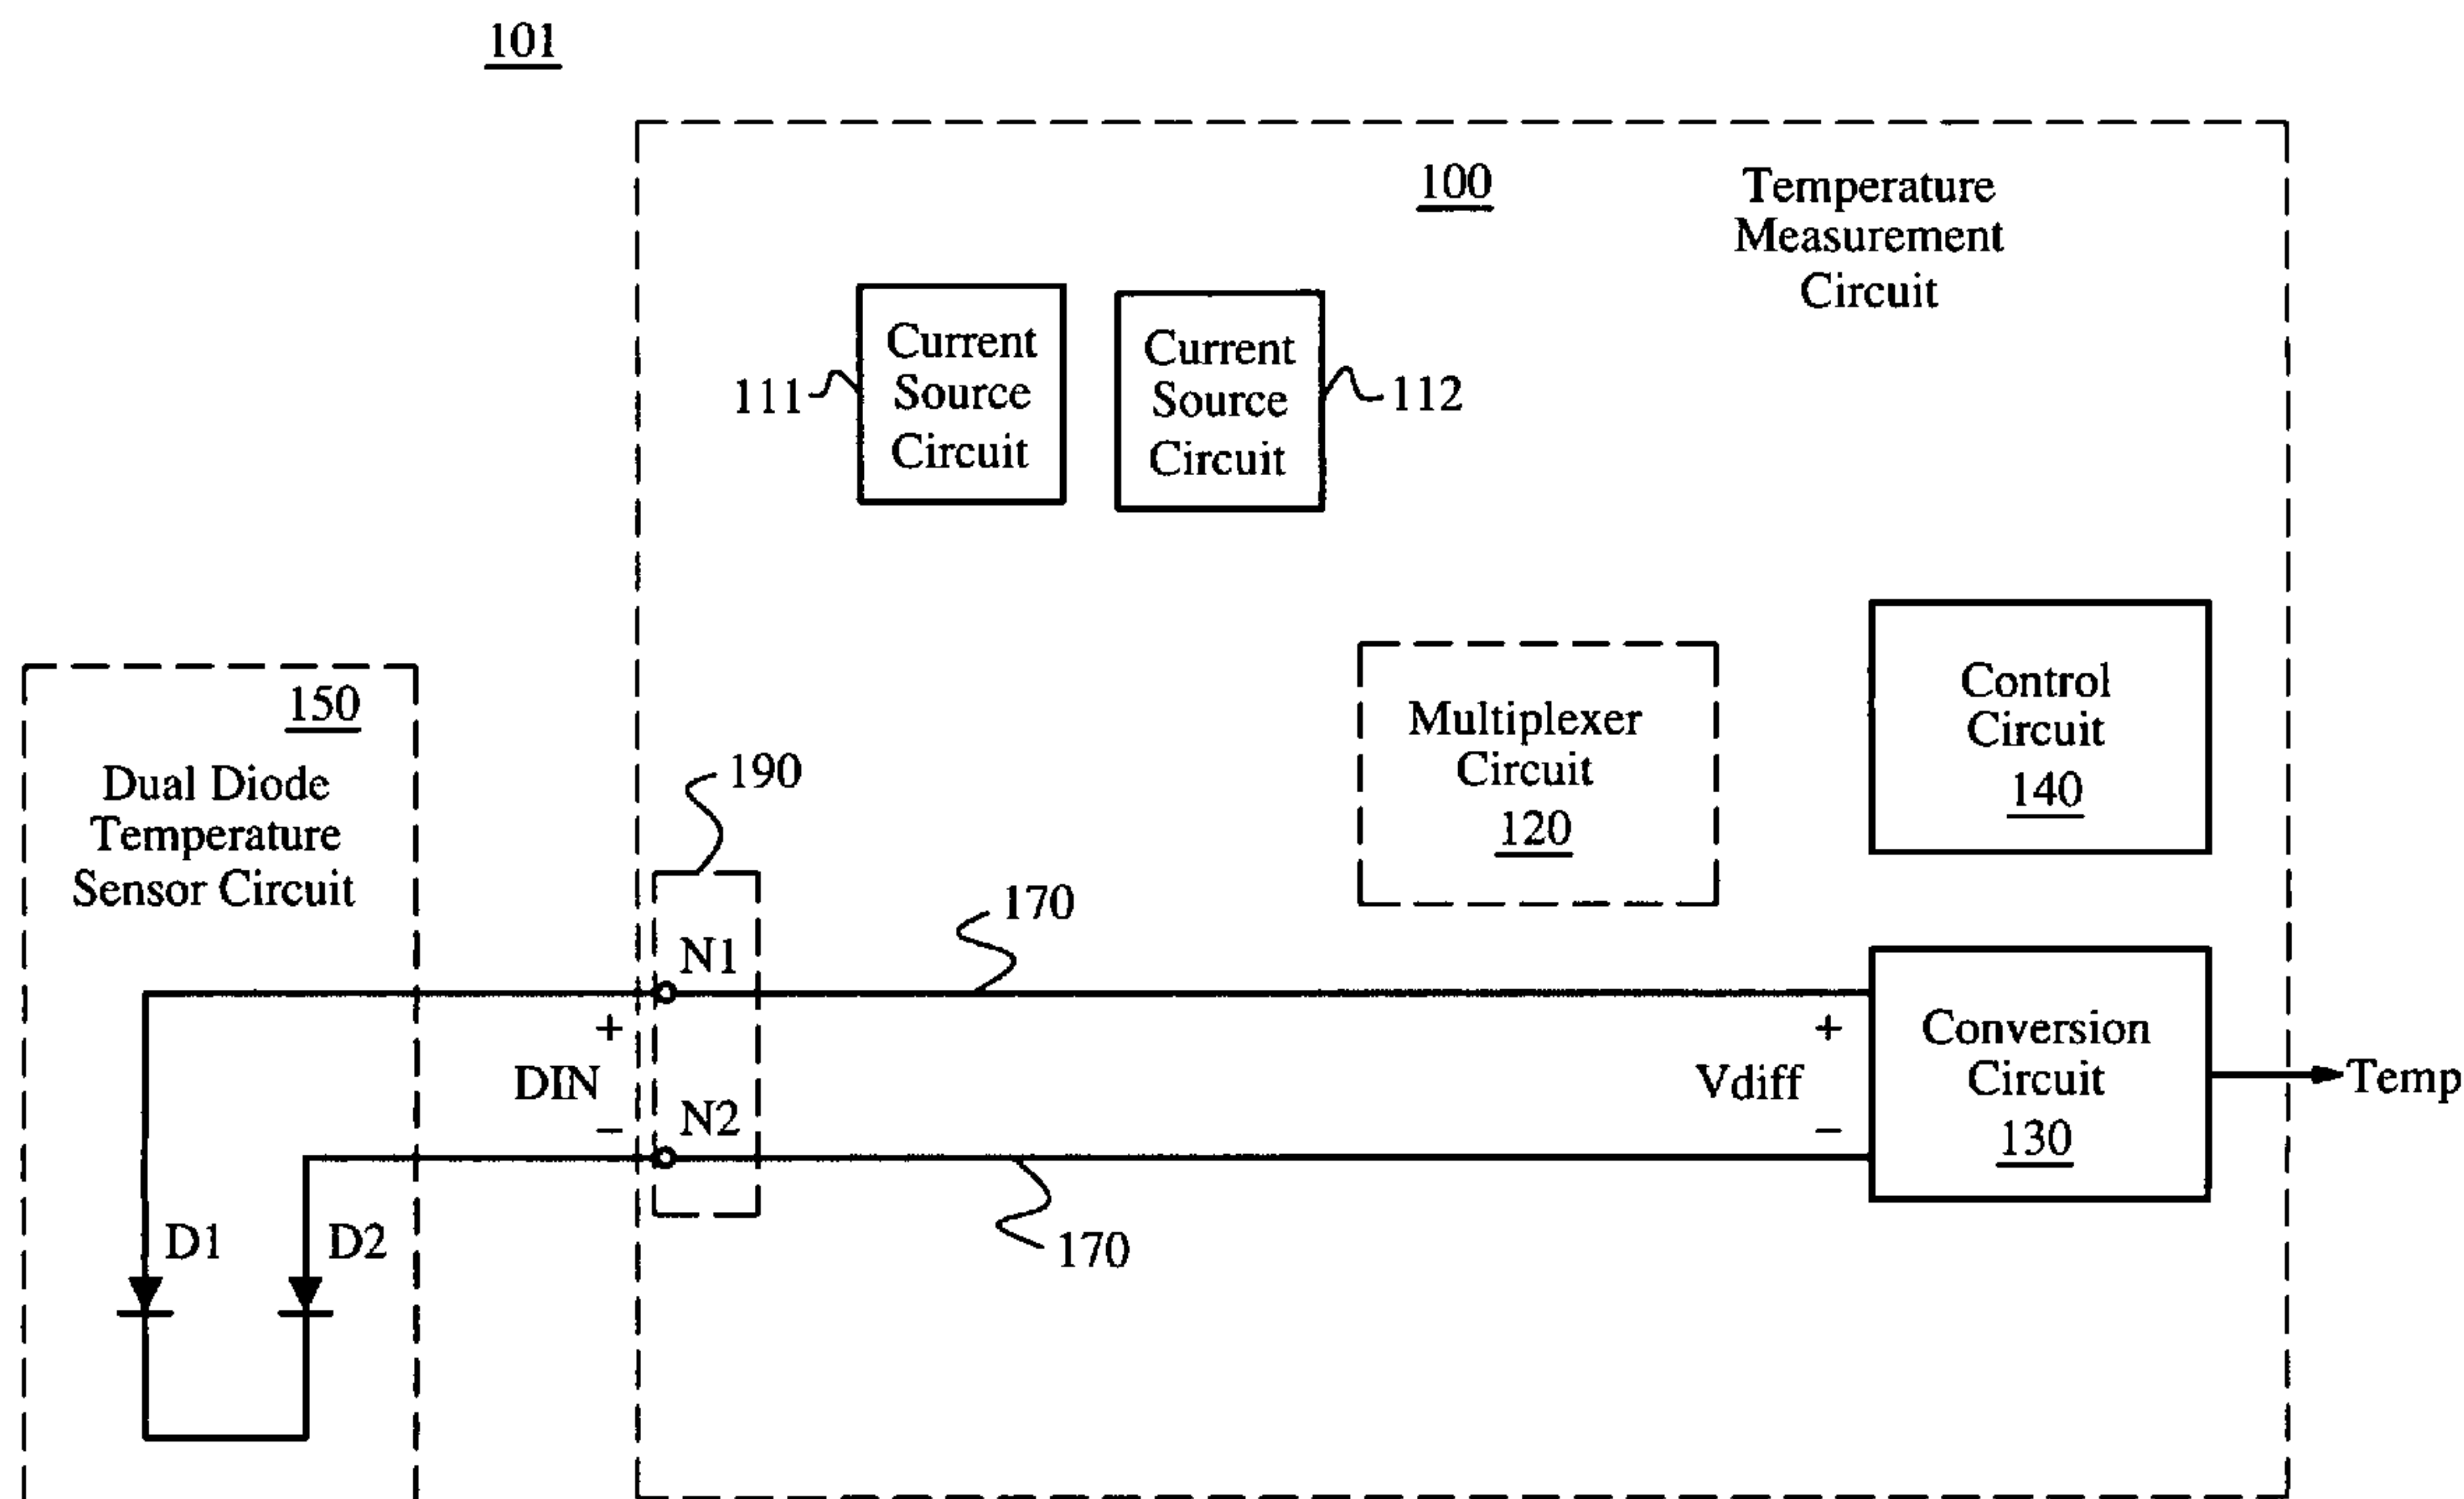 101
100
Temperature
Measurement
Circuit
Current
Source
Circuit
111
Current
Source
Circuit
112
150
Dual Diode
Temperature
Sensor Circuit
190
Multiplexer
Circuit
120
Control
Circuit
140
170
N1
+
DIN
−
N2
+
Vdiff
−
Conversion
Circuit
130
Temp
170
D1
D2